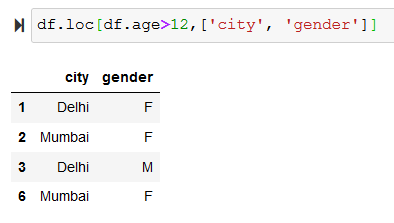 df.loc[df.age>12,['city', 'gender']]
city gender
1 Delhi F
2 Mumbai F
3 Delhi M
6 Mumbai F